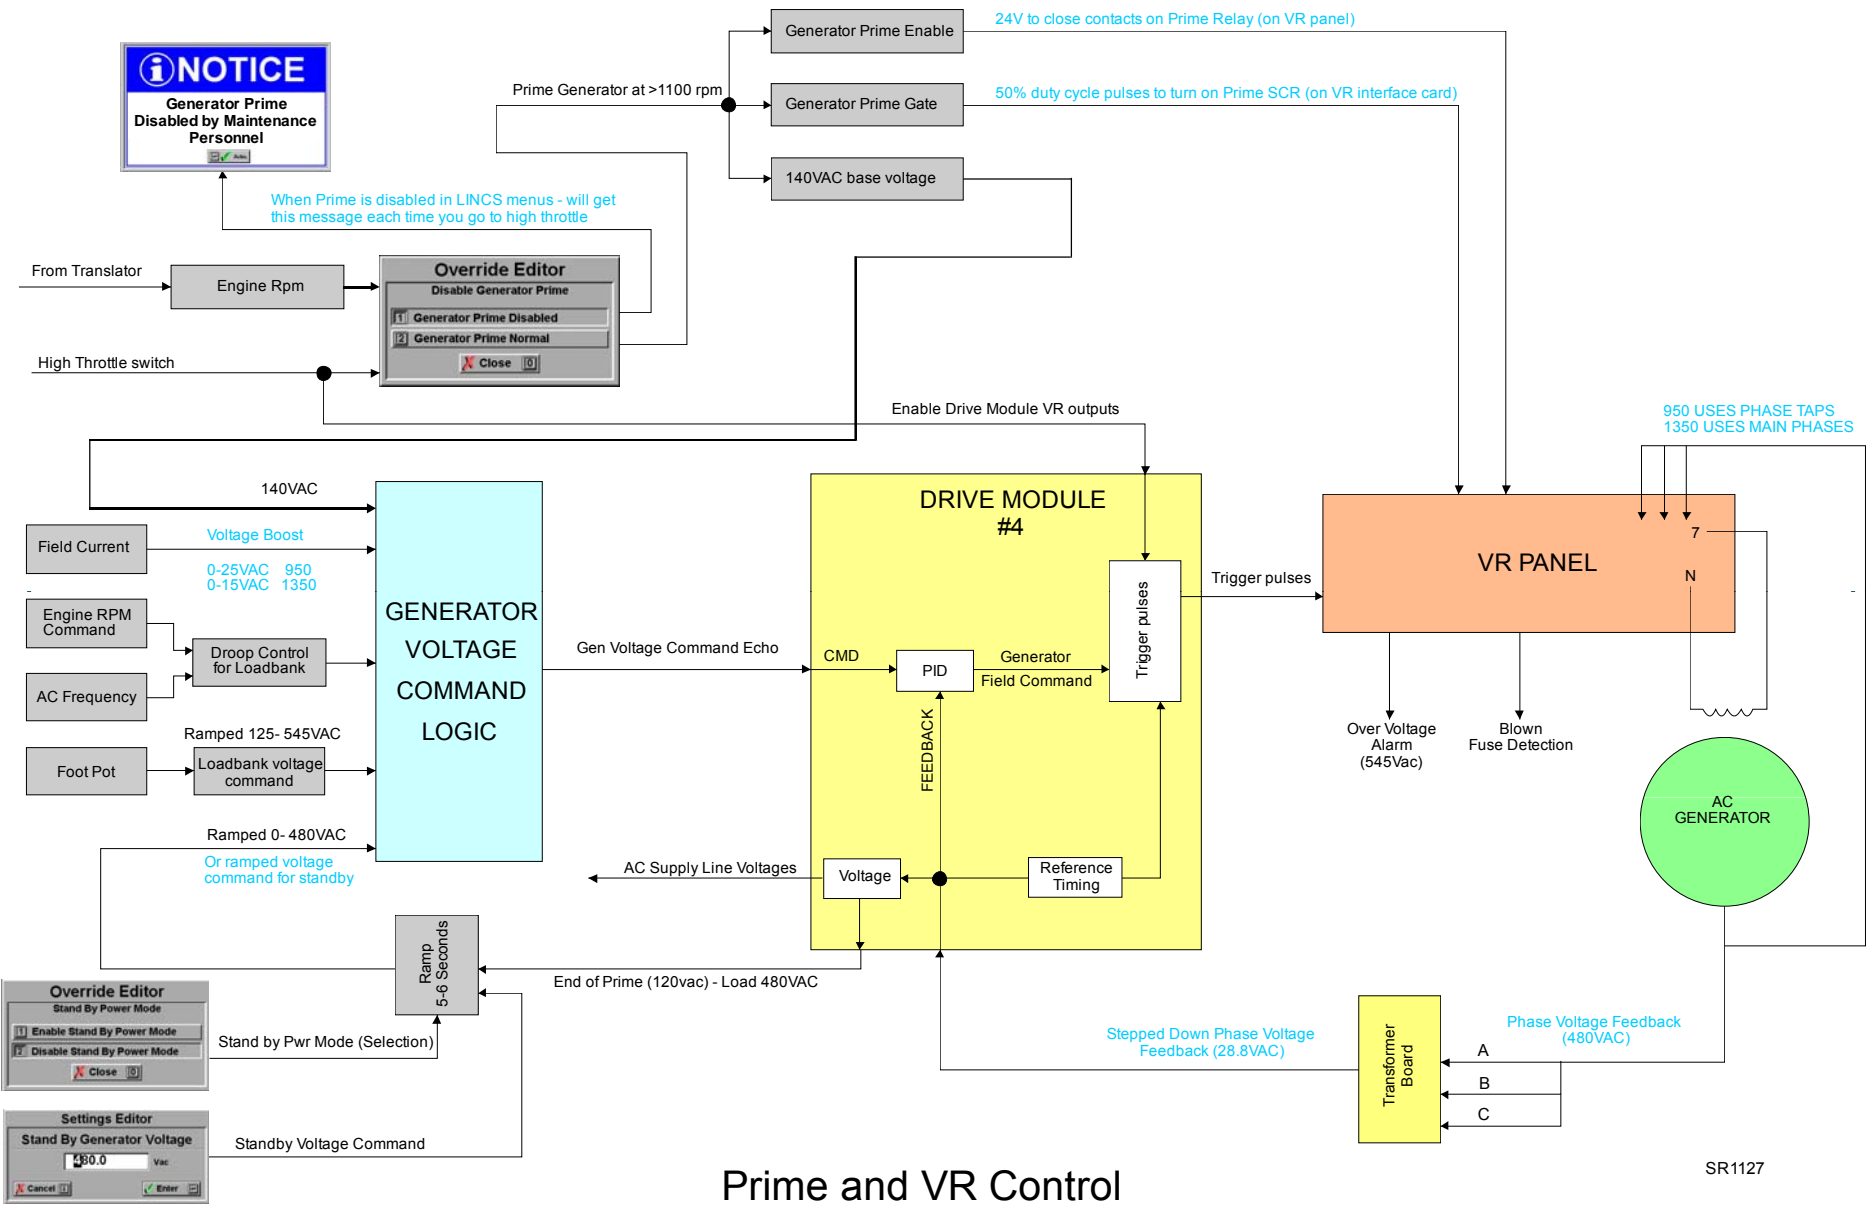 24V to close contacts on Prime Relay (on VR panel)
Generator Prime Enable
NOTICE
Generator Prime
Disabled by Maintenance
Personnel
Prime Generator at >1100 rpm
Generator Prime Gate
50% duty cycle pulses to turn on Prime SCR (on VR interface card)
140VAC base voltage
When Prime is disabled in LINCS menus - will get
this message each time you go to high throttle
From Translator
Engine Rpm
Override Editor
Disable Generator Prime
1 Generator Prime Disabled
2 Generator Prime Normal
Close 0
High Throttle switch
Enable Drive Module VR outputs
950 USES PHASE TAPS
1350 USES MAIN PHASES
140VAC
Field Current
Voltage Boost
0-25VAC 950
0-15VAC 1350
Engine RPM
Command
Droop Control
for Loadbank
AC Frequency
Ramped 125- 545VAC
Foot Pot
Loadbank voltage
command
Ramped 0- 480VAC
Or ramped voltage
command for standby
GENERATOR
VOLTAGE
COMMAND
LOGIC
Gen Voltage Command Echo
DRIVE MODULE
#4
CMD
PID
Generator
Field Command
Trigger pulses
FEEDBACK
Voltage
Reference
Timing
AC Supply Line Voltages
Trigger pulses
VR PANEL
7
N
Over Voltage
Alarm
(545Vac)
Blown
Fuse Detection
AC
GENERATOR
Ramp
5-6 Seconds
End of Prime (120vac) - Load 480VAC
Override Editor
Stand By Power Mode
1 Enable Stand By Power Mode
2 Disable Stand By Power Mode
Close 0
Stand by Pwr Mode (Selection)
Settings Editor
Stand By Generator Voltage
480.0 Vac
Cancel
Enter
Standby Voltage Command
Stepped Down Phase Voltage
Feedback (28.8VAC)
Transformer
Board
Phase Voltage Feedback
(480VAC)
A
B
C
Prime and VR Control
SR1127